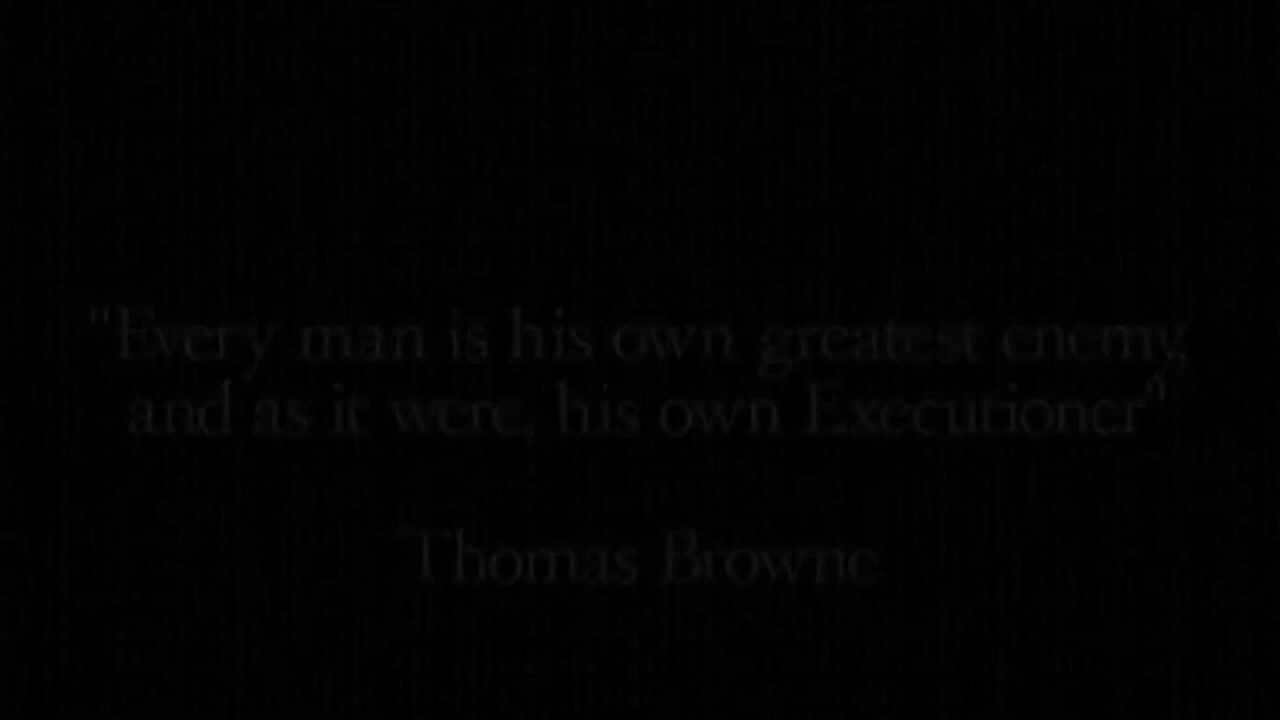 "Every man is his own greatest enemy,
and as it were, his own Executioner"
Thomas Browne